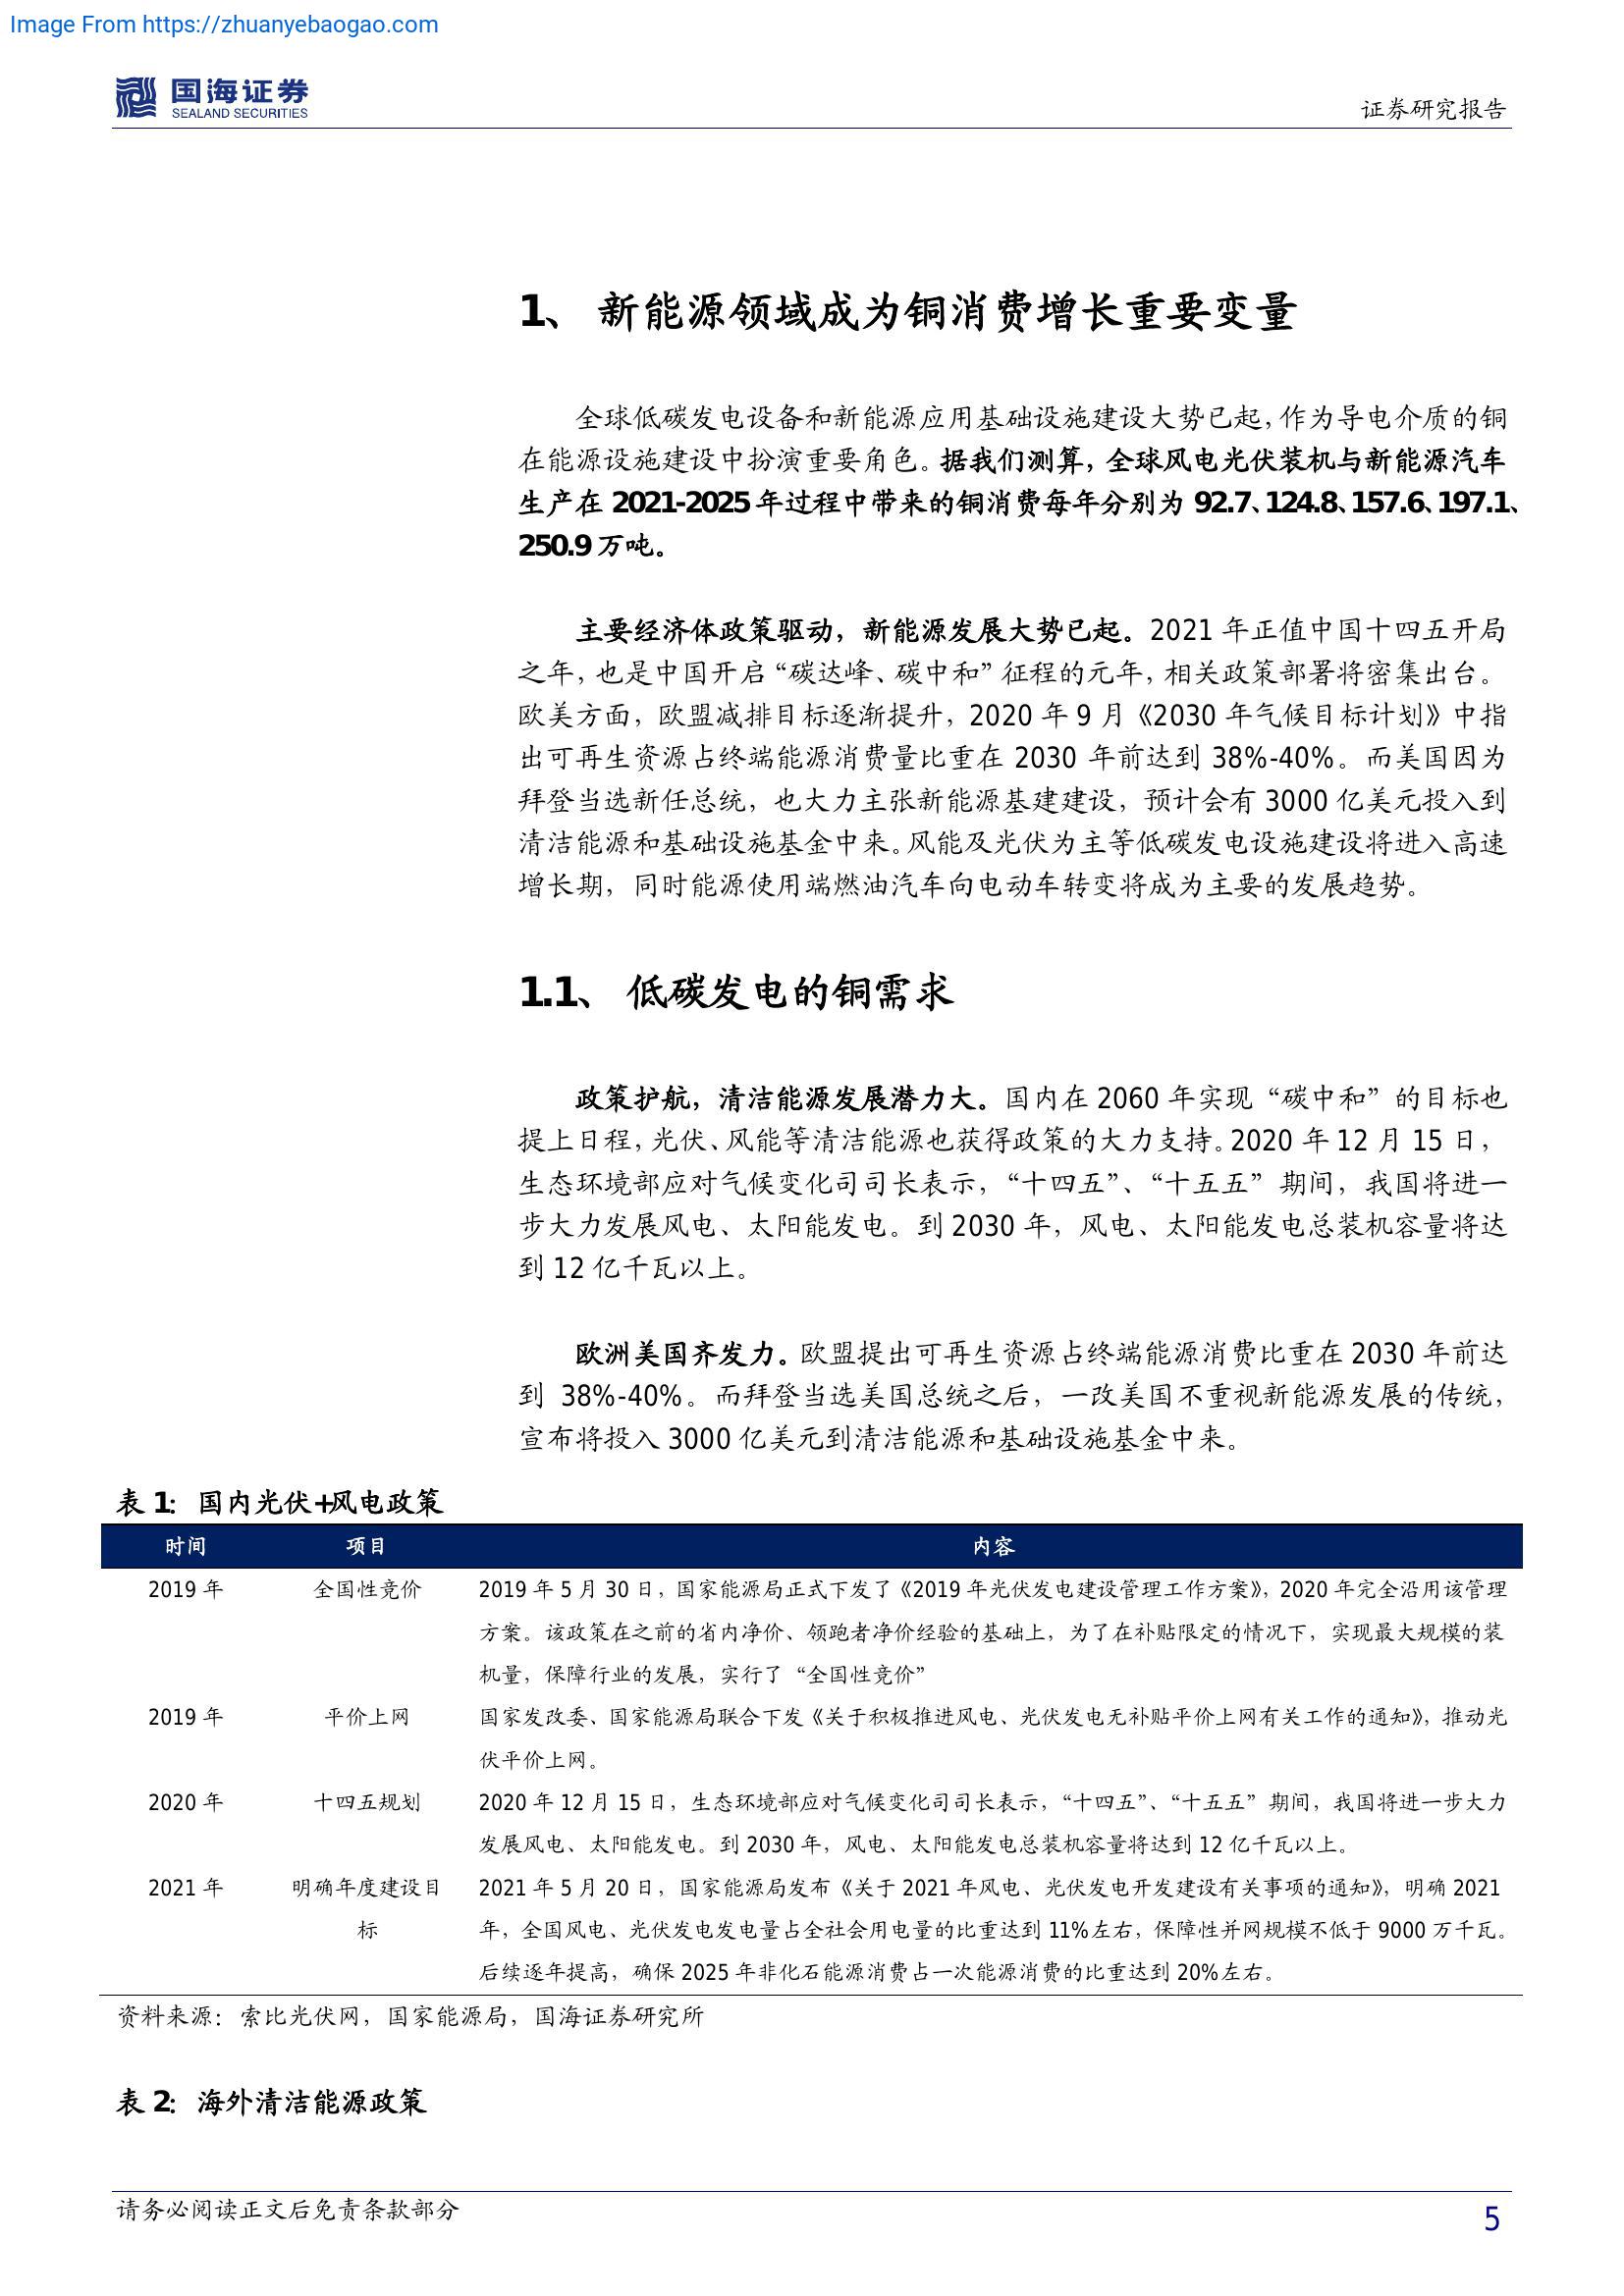 Image From https://zhuanyebaogao.com
国海证券
SEALAND SECURITIES
证券研究报告
1、 新能源领域成为铜消费增长重要变量
全球低碳发电设备和新能源应用基础设施建设大势已起，作为导电介质的铜
在能源设施建设中扮演重要角色。据我们测算，全球风电光伏装机与新能源汽车
生产在 2021-2025 年过程中带来的铜消费每年分别为 92.7、124.8、157.6、197.1、
250.9 万吨。
主要经济体政策驱动，新能源发展大势已起。2021 年正值中国十四五开局
之年，也是中国开启“碳达峰、碳中和”征程的元年，相关政策部署将密集出台。
欧美方面，欧盟减排目标逐渐提升，2020 年 9 月《2030 年气候目标计划》中指
出可再生资源占终端能源消费量比重在 2030 年前达到 38%-40%。而美国因为
拜登当选新任总统，也大力主张新能源基建建设，预计会有 3000 亿美元投入到
清洁能源和基础设施基金中来。风能及光伏为主等低碳发电设施建设将进入高速
增长期，同时能源使用端燃油汽车向电动车转变将成为主要的发展趋势。
1.1、 低碳发电的铜需求
政策护航，清洁能源发展潜力大。国内在 2060 年实现“碳中和”的目标也
提上日程，光伏、风能等清洁能源也获得政策的大力支持。2020 年 12 月 15 日，
生态环境部应对气候变化司司长表示，“十四五”、“十五五”期间，我国将进一
步大力发展风电、太阳能发电。到 2030 年，风电、太阳能发电总装机容量将达
到 12 亿千瓦以上。
欧洲美国齐发力。欧盟提出可再生资源占终端能源消费比重在 2030 年前达
到 38%-40%。而拜登当选美国总统之后，一改美国不重视新能源发展的传统，
宣布将投入 3000 亿美元到清洁能源和基础设施基金中来。
表 1：国内光伏+风电政策
时间 项目 内容
2019 年 全国性竞价 2019 年 5 月 30 日，国家能源局正式下发了《2019 年光伏发电建设管理工作方案》，2020 年完全沿用该管理
方案。该政策在之前的省内净价、领跑者净价经验的基础上，为了在补贴限定的情况下，实现最大规模的装
机量，保障行业的发展，实行了“全国性竞价”
2019 年 平价上网 国家发改委、国家能源局联合下发《关于积极推进风电、光伏发电无补贴平价上网有关工作的通知》，推动光
伏平价上网。
2020 年 十四五规划 2020 年 12 月 15 日，生态环境部应对气候变化司司长表示，“十四五”、“十五五”期间，我国将进一步大力
发展风电、太阳能发电。到 2030 年，风电、太阳能发电总装机容量将达到 12 亿千瓦以上。
2021 年 明确年度建设目 2021 年 5 月 20 日，国家能源局发布《关于 2021 年风电、光伏发电开发建设有关事项的通知》，明确 2021
标 年，全国风电、光伏发电发电量占全社会用电量的比重达到 11%左右，保障性并网规模不低于 9000 万千瓦。
后续逐年提高，确保 2025 年非化石能源消费占一次能源消费的比重达到 20%左右。
资料来源：索比光伏网，国家能源局，国海证券研究所
表 2：海外清洁能源政策
请务必阅读正文后免责条款部分
5